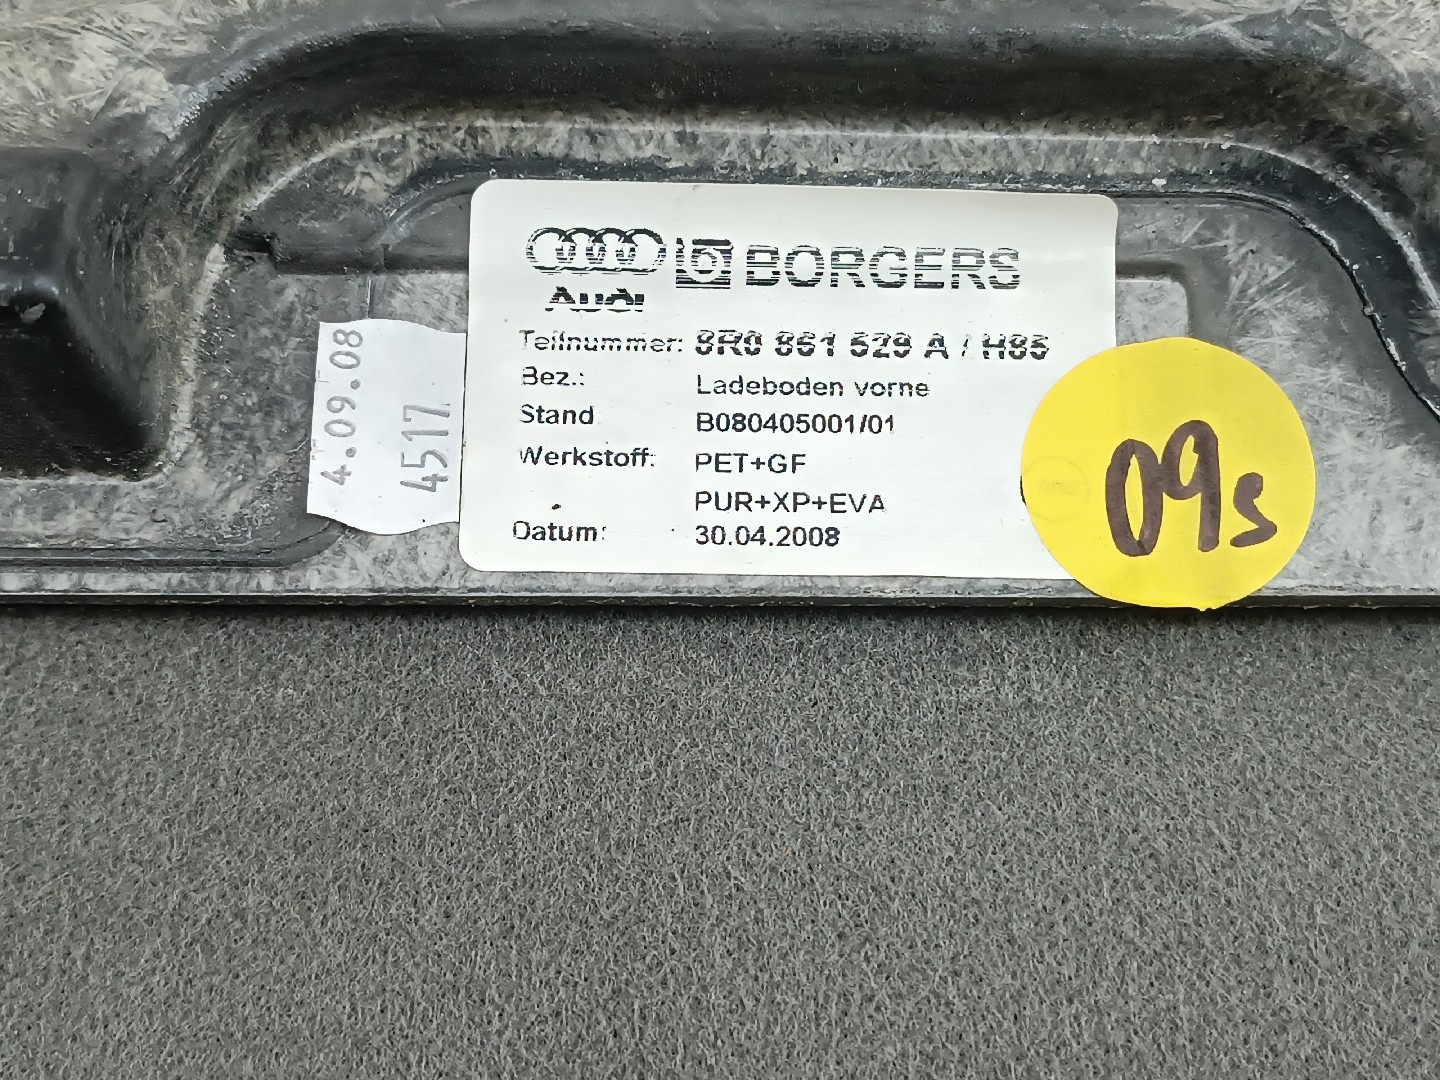 Audi BORGERS
Teilnummer: 8R0 861 529 A / H85
Bez.: Ladeboden vorne
Stand B080405001/01
Werkstoff: PET+GF
PUR+XP+EVA
Datum: 30.04.2008
4.09.08
4517
09s